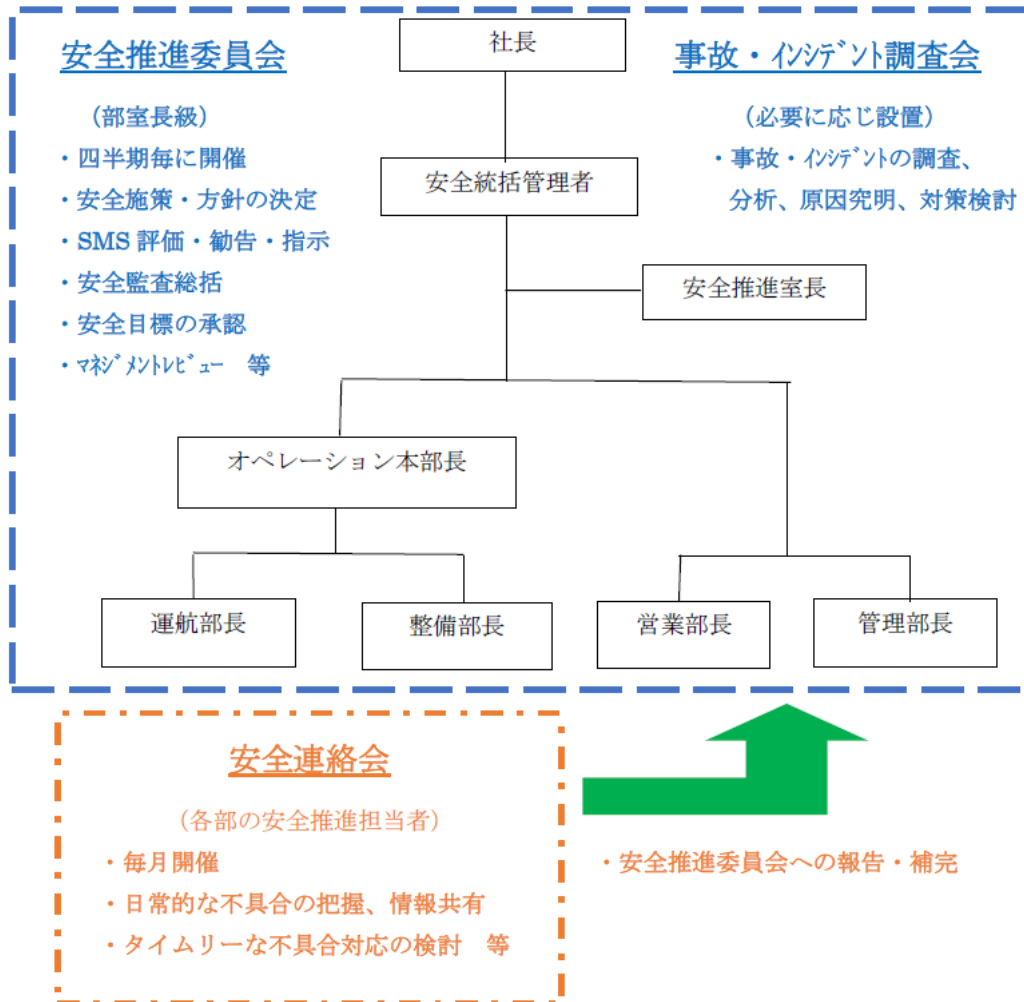 社長
安全推進委員会
(部室長級)
・四半期毎に開催
・安全施策・方針の決定
・SMS 評価・勧告・指示
・安全監査総括
・安全目標の承認
・ﾏﾈｼﾞﾒﾝﾄﾚﾋﾞｭｰ　等
事故・ｲﾝｼﾃﾞﾝﾄ調査会
(必要に応じ設置)
・事故・ｲﾝｼﾃﾞﾝﾄの調査、
分析、原因究明、対策検討
安全統括管理者
安全推進室長
オペレーション本部長
運航部長
整備部長
営業部長
管理部長
安全連絡会
(各部の安全推進担当者)
・毎月開催
・日常的な不具合の把握、情報共有
・タイムリーな不具合対応の検討　等
・安全推進委員会への報告・補完